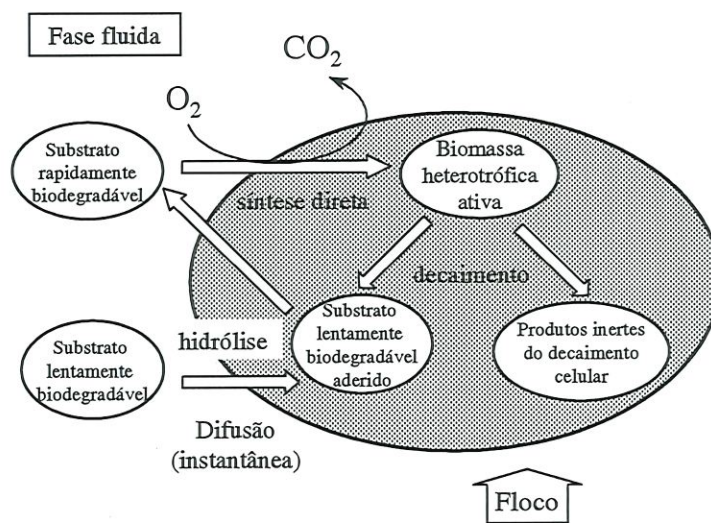 Fase fluida
CO2
O2
Substrato
rapidamente
biodegradável
Biomassa
heterotrófica
ativa
síntese direta
decaimento
Substrato
lentamente
biodegradável
hidrólise
Substrato
lentamente
biodegradável
aderido
Produtos inertes
do decaimento
celular
Difusão
(instantânea)
Floco